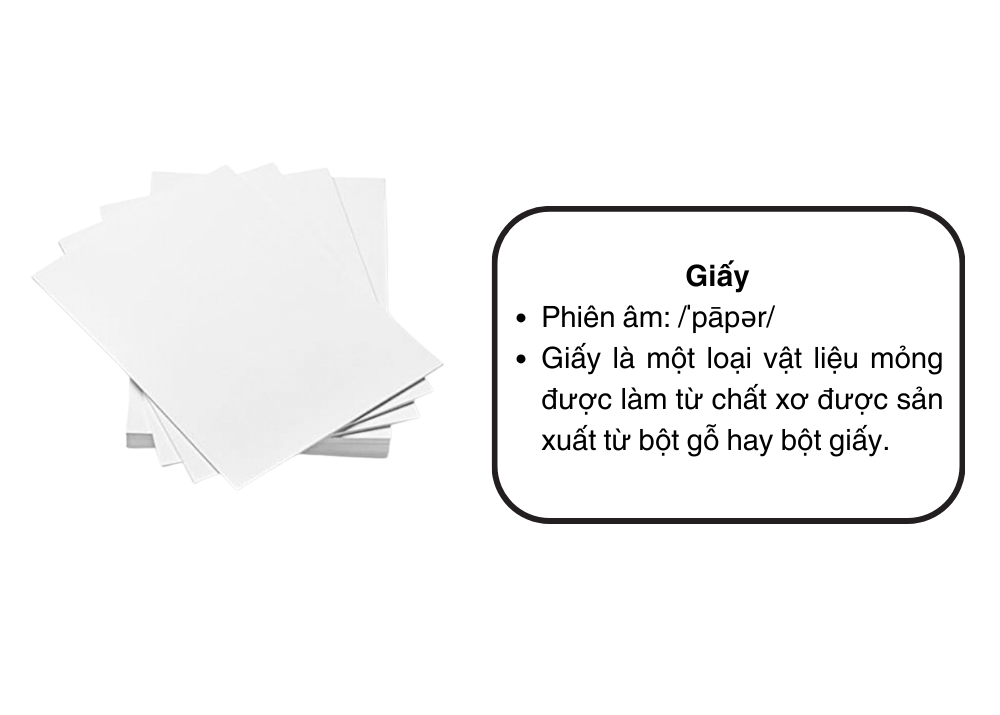 Giấy
• Phiên âm: /ˈpāpər/
• Giấy là một loại vật liệu mỏng
được làm từ chất xơ được sản
xuất từ bột gỗ hay bột giấy.